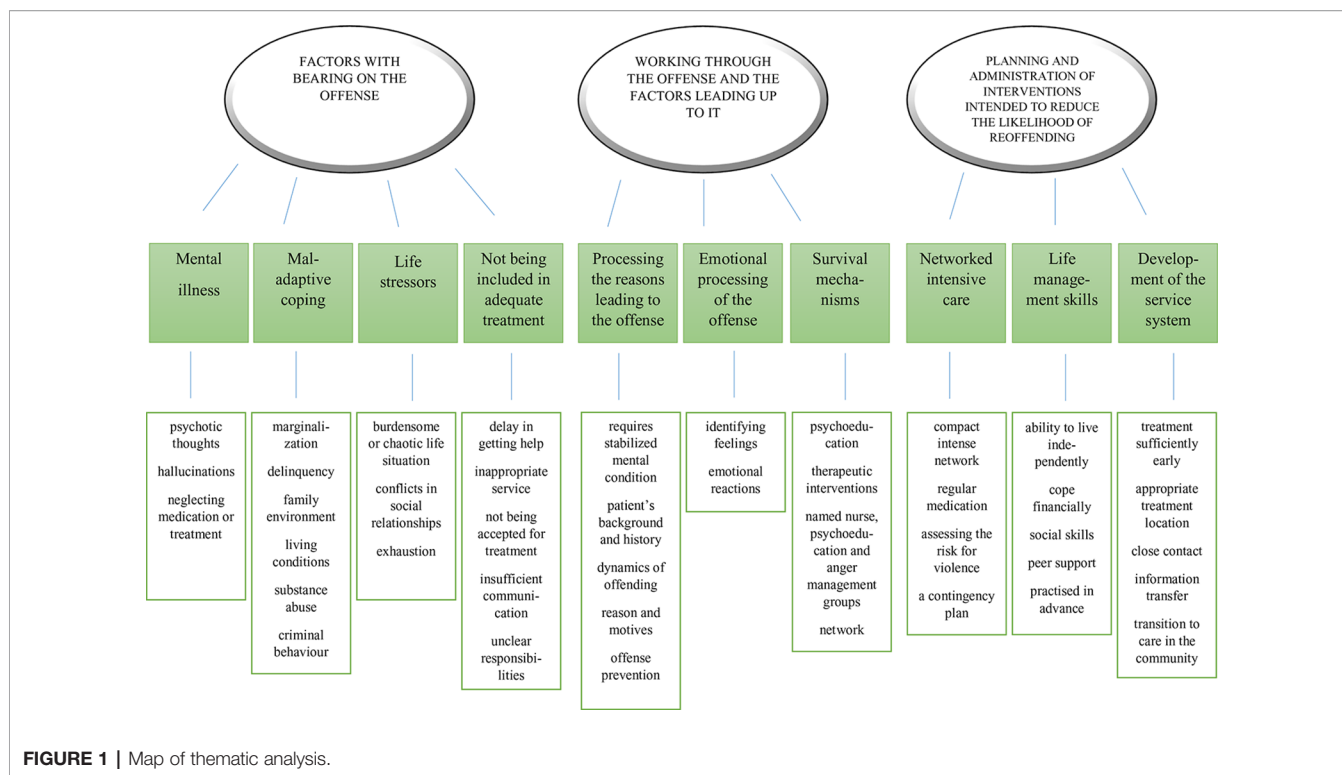 FACTORS WITH
BEARING ON THE
OFFENSE
WORKING THROUGH
THE OFFENSE AND THE
FACTORS LEADING UP
TO IT
PLANNING AND
ADMINISTRATION OF
INTERVENTIONS
INTENDED TO REDUCE
THE LIKELIHOOD OF
REOFFENDING
Mental
illness
Mal-
adaptive
coping
Life
stressors
Not being
included in
adequate
treatment
Processing
the reasons
leading to
the offense
Emotional
processing
of the
offense
Survival
mecha-
nisms
Networked
intensive
care
Life
manage-
ment skills
Develop-
ment of the
service
system
psychotic
thoughts
hallucinations
neglecting
medication or
treatment
marginali-
zation
delinquency
family
environment
living
conditions
substance
abuse
criminal
behaviour
burdensome
or chaotic life
situation
conflicts in
social
relationships
exhaustion
delay in
getting help
inappropriate
service
not being
accepted for
treatment
insufficient
communi-
cation
unclear
responsibi-
lities
requires
stabilized
mental
condition
patient's
background
and history
dynamics of
offending
reason and
motives
offense
prevention
identifying
feelings
emotional
reactions
psychoedu-
cation
therapeutic
interventions
named nurse,
psychoedu-
cation and
anger
management
groups
network
compact
intense
network
regular
medication
assessing the
risk for
violence
a contingency
plan
ability to live
inde-
pendently
cope
financially
social skills
peer support
practised in
advance
treatment
sufficiently
early
appropriate
treatment
location
close contact
information
transfer
transition to
care in the
community
FIGURE 1 | Map of thematic analysis.